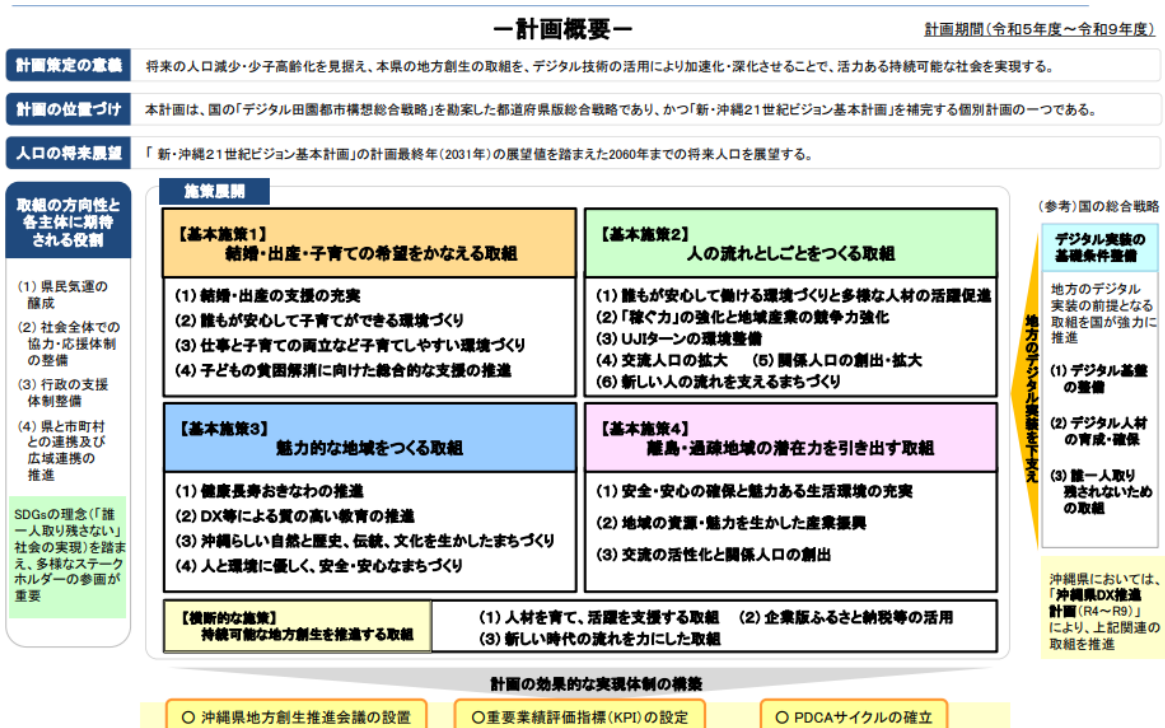 －計画概要－
計画期間（令和5年度～令和9年度）
計画策定の意義
将来の人口減少・少子高齢化を見据え、本県の地方創生の取組を、デジタル技術の活用により加速化・深化させることで、活力ある持続可能な社会を実現する。
計画の位置づけ
本計画は、国の「デジタル田園都市構想総合戦略」を勘案した都道府県版総合戦略であり、かつ「新・沖縄21世紀ビジョン基本計画」を補完する個別計画の一つである。
人口の将来展望
「 新・沖縄２１世紀ビジョン基本計画」の計画最終年（2031年）の展望値を踏まえた2060年までの将来人口を展望する。
取組の方向性と
各主体に期待
される役割
(1) 県民気運の
醸成
(2) 社会全体での
協力・応援体制
の整備
(3) 行政の支援
体制整備
(4) 県と市町村
との連携及び
広域連携の
推進
SDGsの理念（「誰
一人取り残さない」
社会の実現）を踏ま
え、多様なステーク
ホルダーの参画が
重要
施策展開
【基本施策1】
結婚・出産・子育ての希望をかなえる取組
(1) 結婚・出産の支援の充実
(2) 誰もが安心して子育てができる環境づくり
(3) 仕事と子育ての両立など子育てしやすい環境づくり
(4) 子どもの貧困解消に向けた総合的な支援の推進
【基本施策2】
人の流れとしごとをつくる取組
(1) 誰もが安心して働ける環境づくりと多様な人材の活躍促進
(2) 「稼ぐ力」の強化と地域産業の競争力強化
(3) UJIターンの環境整備
(4) 交流人口の拡大 (5) 関係人口の創出・拡大
(6) 新しい人の流れを支えるまちづくり
【基本施策3】
魅力的な地域をつくる取組
(1) 健康長寿おきなわの推進
(2) DX等による質の高い教育の推進
(3) 沖縄らしい自然と歴史、伝統、文化を生かしたまちづくり
(4) 人と環境に優しく、安全・安心なまちづくり
【基本施策4】
離島・過疎地域の潜在力を引き出す取組
(1) 安全・安心の確保と魅力ある生活環境の充実
(2) 地域の資源・魅力を生かした産業振興
(3) 交流の活性化と関係人口の創出
【横断的な施策】
持続可能な地方創生を推進する取組
(1) 人材を育て、活躍を支援する取組 (2) 企業版ふるさと納税等の活用
(3) 新しい時代の流れを力にした取組
地方のデジタル実装を下支え
(参考)国の総合戦略
デジタル実装の
基礎条件整備
地方のデジタル
実装の前提となる
取組を国が強力に
推進
(1) デジタル基盤
の整備
(2) デジタル人材
の育成・確保
(3) 誰一人取り
残されないため
の取組
沖縄県においては、
「沖縄県DX推進
計画(R4～R9)」
により、上記関連の
取組を推進
計画の効果的な実現体制の構築
○ 沖縄県地方創生推進会議の設置
○重要業績評価指標（KPI）の設定
○ PDCAサイクルの確立